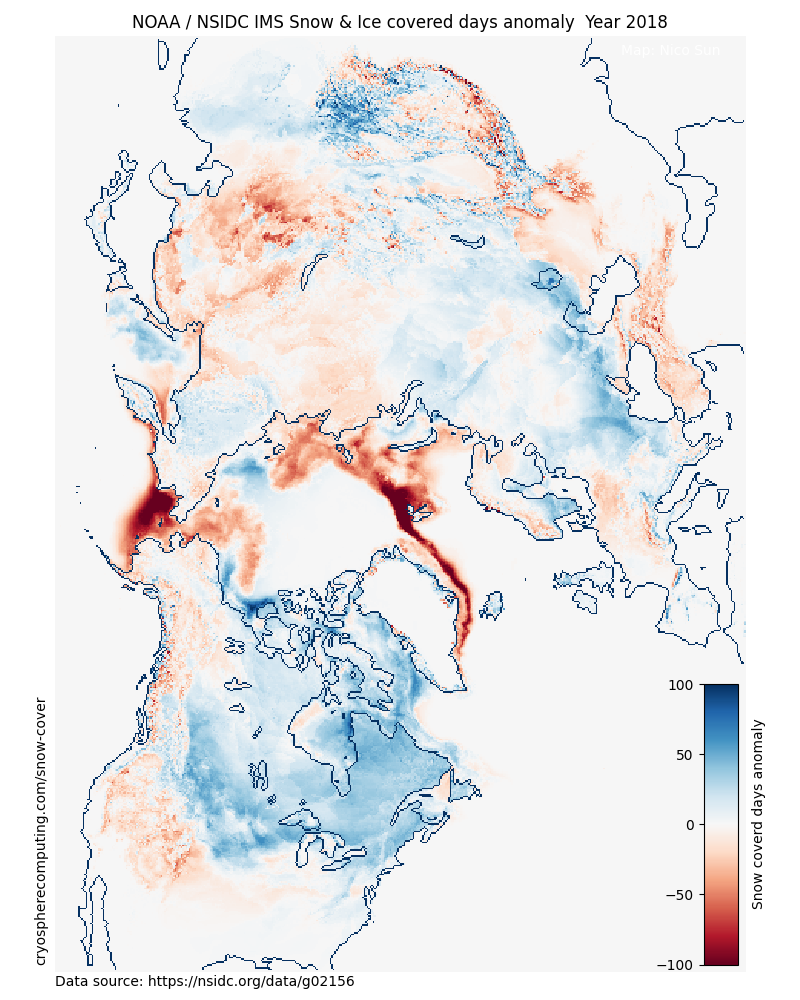 NOAA / NSIDC IMS Snow & Ice covered days anomaly  Year 2018
Map: Nico Sun
cryospherecomputing.com/snow-cover
100
50
0
−50
−100
Snow coverd days anomaly
Data source: https://nsidc.org/data/g02156